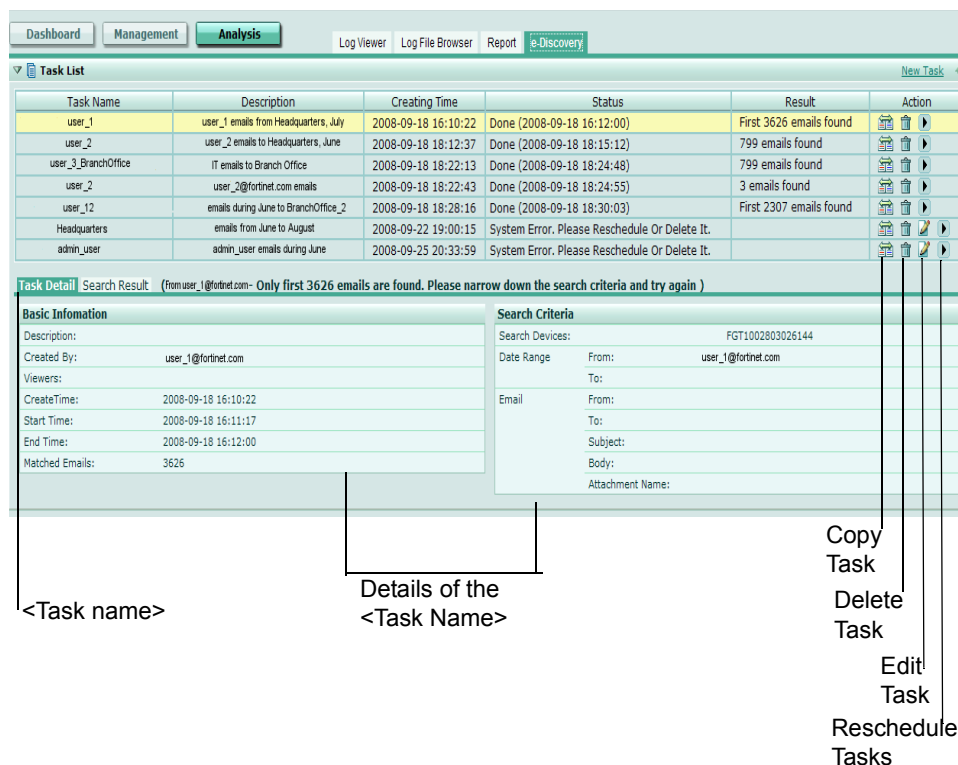 Dashboard Management Analysis Log Viewer Log File Browser Report e-Discovery
Task List New Task
Task Name Description Creating Time Status Result Action
user_1 user_1 emails from Headquarters, July 2008-09-18 16:10:22 Done (2008-09-18 16:12:00) First 3626 emails found
user_2 user_2 emails to Headquarters, June 2008-09-18 18:12:37 Done (2008-09-18 18:15:12) 799 emails found
user_3_BranchOffice IT emails to Branch Office 2008-09-18 18:22:13 Done (2008-09-18 18:24:48) 799 emails found
user_2 user_2@fortinet.com emails 2008-09-18 18:22:43 Done (2008-09-18 18:24:55) 3 emails found
user_12 emails during June to BranchOffice_2 2008-09-18 18:28:16 Done (2008-09-18 18:30:03) First 2307 emails found
Headquarters emails from June to August 2008-09-22 19:00:15 System Error. Please Reschedule Or Delete It.
admin_user admin_user emails during June 2008-09-25 20:33:59 System Error. Please Reschedule Or Delete It.
Task Detail Search Result (From user_1@fortinet.com - Only first 3626 emails are found. Please narrow down the search criteria and try again )
Basic Infomation
Description:
Created By: user_1@fortinet.com
Viewers:
CreateTime: 2008-09-18 16:10:22
Start Time: 2008-09-18 16:11:17
End Time: 2008-09-18 16:12:00
Matched Emails: 3626
Search Criteria
Search Devices: FGT1002803026144
Date Range From: user_1@fortinet.com
To:
Email From:
To:
Subject:
Body:
Attachment Name:
<Task name>
Details of the
<Task Name>
Copy
Task
Delete
Task
Edit
Task
Reschedule
Tasks